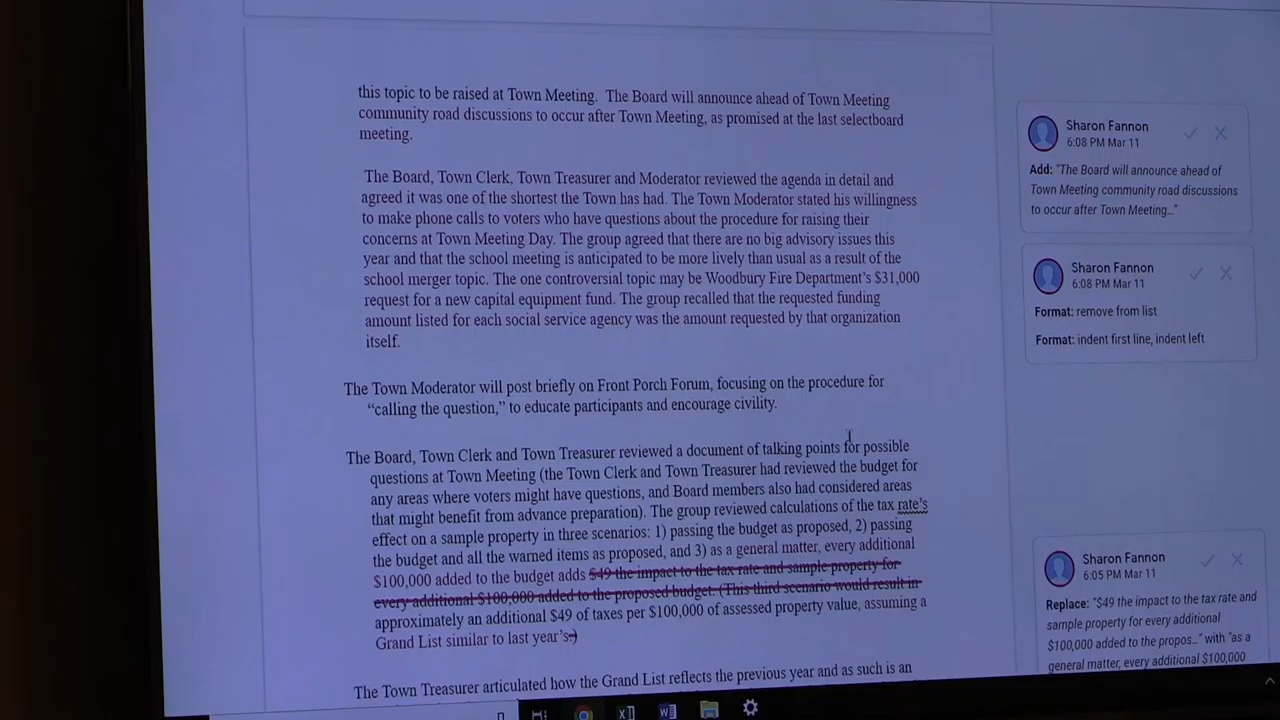 this topic to be raised at Town Meeting. The Board will announce ahead of Town Meeting
community road discussions to occur after Town Meeting, as promised at the last selectboard
meeting.
The Board, Town Clerk, Town Treasurer and Moderator reviewed the agenda in detail and
agreed it was one of the shortest the Town has had. The Town Moderator stated his willingness
to make phone calls to voters who have questions about the procedure for raising their
concerns at Town Meeting Day. The group agreed that there are no big advisory issues this
year and that the school meeting is anticipated to be more lively than usual as a result of the
school merger topic. The one controversial topic may be Woodbury Fire Department's $31,000
request for a new capital equipment fund. The group recalled that the requested funding
amount listed for each social service agency was the amount requested by that organization
itself.
The Town Moderator will post briefly on Front Porch Forum, focusing on the procedure for
“calling the question,” to educate participants and encourage civility.
The Board, Town Clerk and Town Treasurer reviewed a document of talking points for possible
questions at Town Meeting (the Town Clerk and Town Treasurer had reviewed the budget for
any areas where voters might have questions, and Board members also had considered areas
that might benefit from advance preparation). The group reviewed calculations of the tax rate's
effect on a sample property in three scenarios: 1) passing the budget as proposed, 2) passing
the budget and all the warned items as proposed, and 3) as a general matter, every additional
$100,000 added to the budget adds $49 the impact to the tax rate and sample property for
every additional $100,000 added to the proposed budget. (This third scenario would result in
approximately an additional $49 of taxes per $100,000 of assessed property value, assuming a
Grand List similar to last year's.)
The Town Treasurer articulated how the Grand List reflects the previous year and as such is an
Sharon Fannon
6:08 PM Mar 11
Add: "The Board will announce ahead of
Town Meeting community road discussions
to occur after Town Meeting..."
Sharon Fannon
6:08 PM Mar 11
Format: remove from list
Format: indent first line, indent left
Sharon Fannon
6:05 PM Mar 11
Replace: "$49 the impact to the tax rate and
sample property for every additional
$100,000 added to the propos..." with "as a
general matter, every additional $100,000